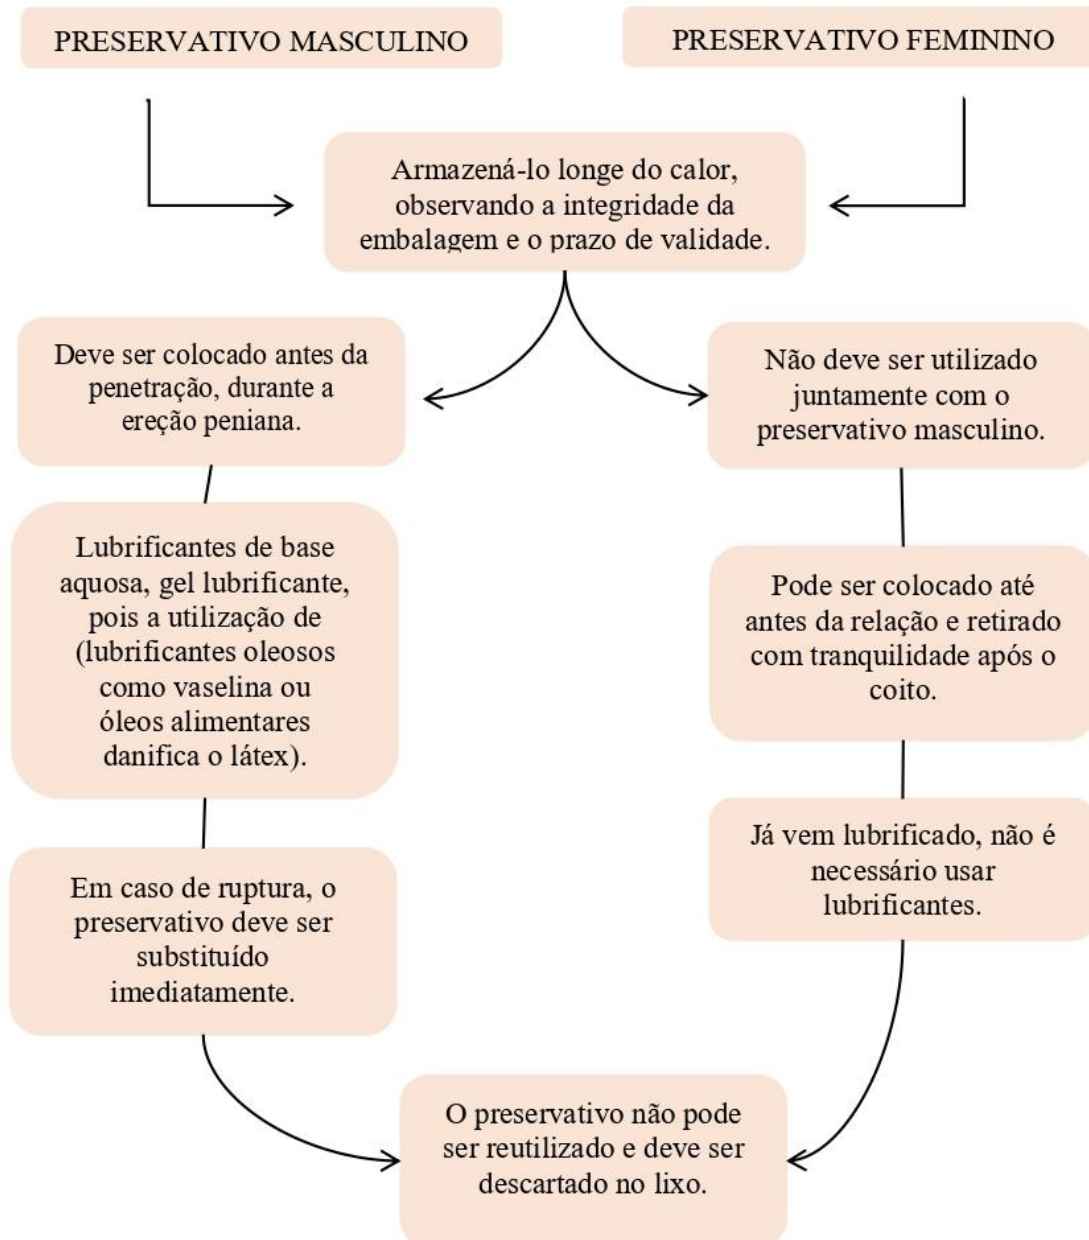 PRESERVATIVO MASCULINO
PRESERVATIVO FEMININO
Armazená-lo longe do calor,
observando a integridade da
embalagem e o prazo de validade.
Deve ser colocado antes da
penetração, durante a
ereção peniana.
Lubrificantes de base
aquosa, gel lubrificante,
pois a utilização de
(lubrificantes oleosos
como vaselina ou
óleos alimentares
danifica o látex).
Em caso de ruptura, o
preservativo deve ser
substituído
imediatamente.
Não deve ser utilizado
juntamente com o
preservativo masculino.
Pode ser colocado até
antes da relação e retirado
com tranquilidade após o
coito.
Já vem lubrificado, não é
necessário usar
lubrificantes.
O preservativo não pode
ser reutilizado e deve ser
descartado no lixo.